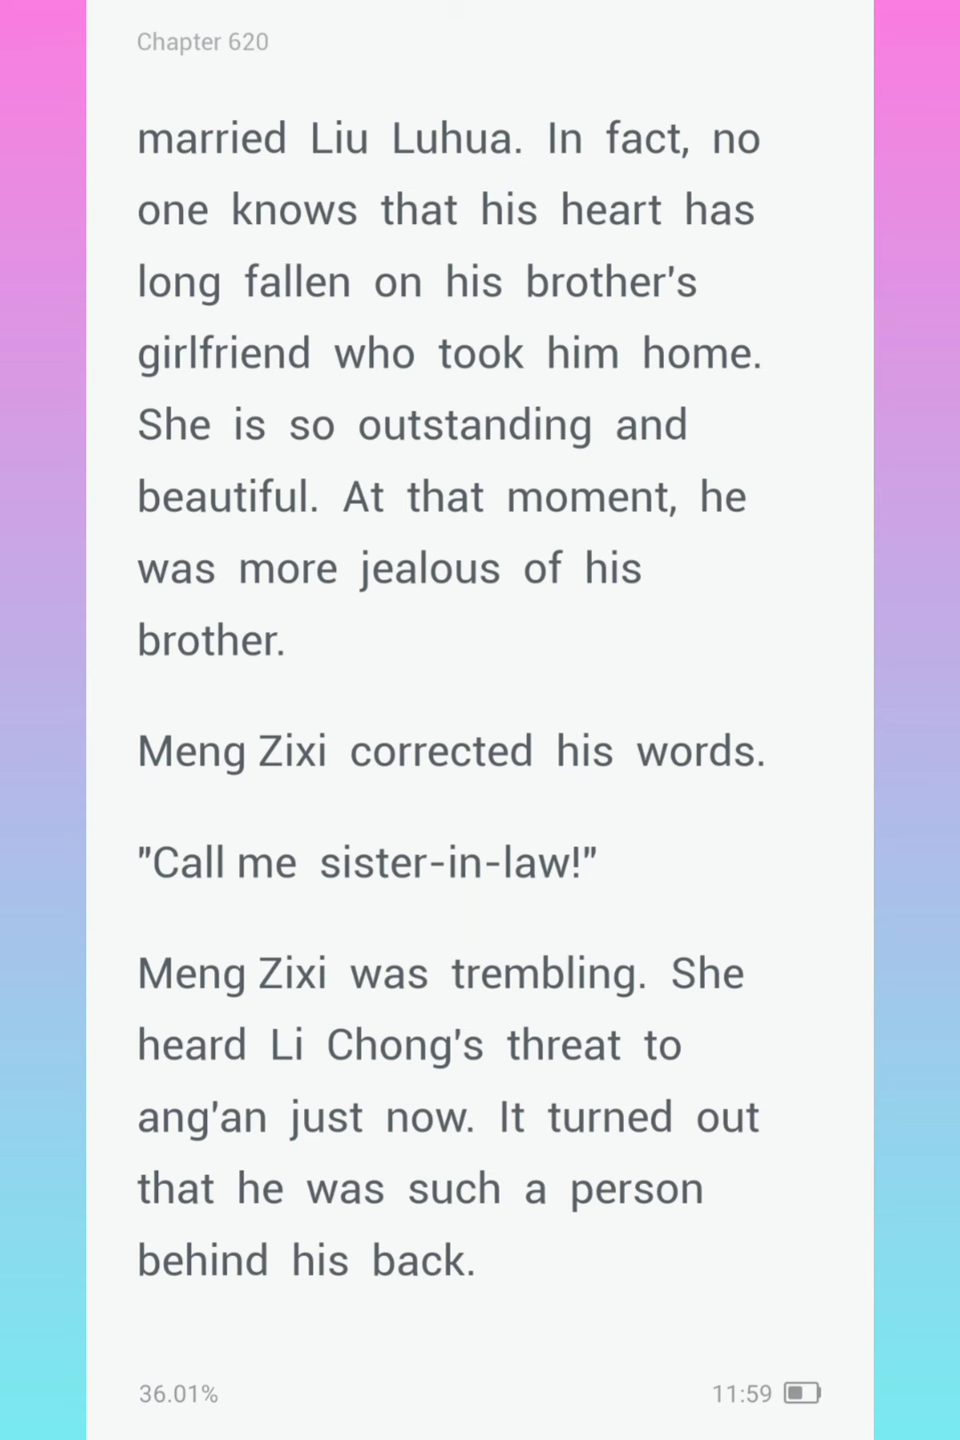 Chapter 620
married Liu Luhua. In fact, no
one knows that his heart has
long fallen on his brother's
girlfriend who took him home.
She is so outstanding and
beautiful. At that moment, he
was more jealous of his
brother.
Meng Zixi corrected his words.
"Call me sister-in-law!"
Meng Zixi was trembling. She
heard Li Chong's threat to
ang'an just now. It turned out
that he was such a person
behind his back.
36.01%
11:59